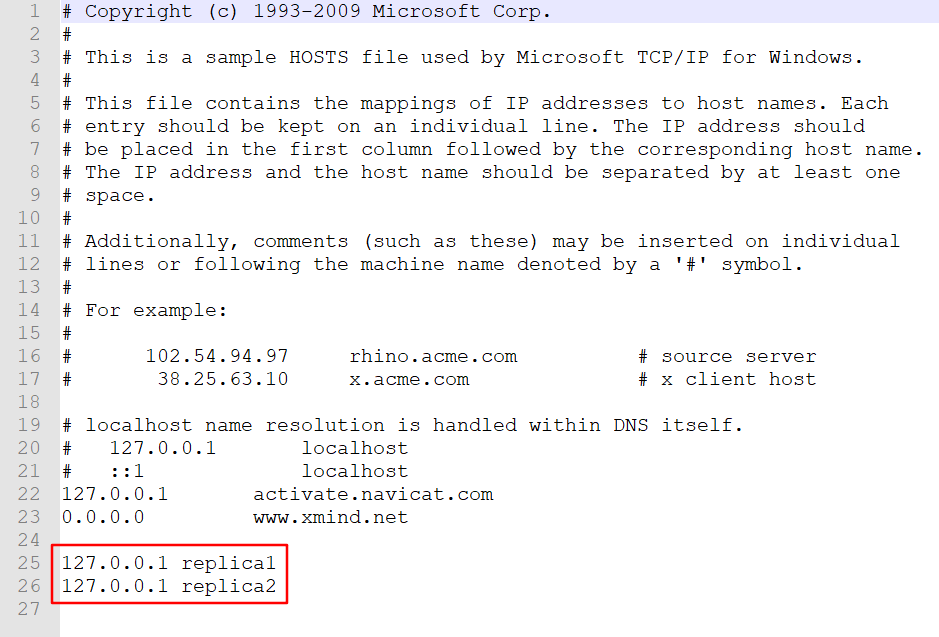 1 # Copyright (c) 1993-2009 Microsoft Corp.
2 #
3 # This is a sample HOSTS file used by Microsoft TCP/IP for Windows.
4 #
5 # This file contains the mappings of IP addresses to host names. Each
6 # entry should be kept on an individual line. The IP address should
7 # be placed in the first column followed by the corresponding host name.
8 # The IP address and the host name should be separated by at least one
9 # space.
10 #
11 # Additionally, comments (such as these) may be inserted on individual
12 # lines or following the machine name denoted by a '#' symbol.
13 #
14 # For example:
15 #
16 #      102.54.94.97     rhino.acme.com          # source server
17 #       38.25.63.10     x.acme.com              # x client host
18
19 # localhost name resolution is handled within DNS itself.
20 #   127.0.0.1       localhost
21 #   ::1             localhost
22 127.0.0.1       activate.navicat.com
23 0.0.0.0         www.xmind.net
24
25 127.0.0.1 replica1
26 127.0.0.1 replica2
27